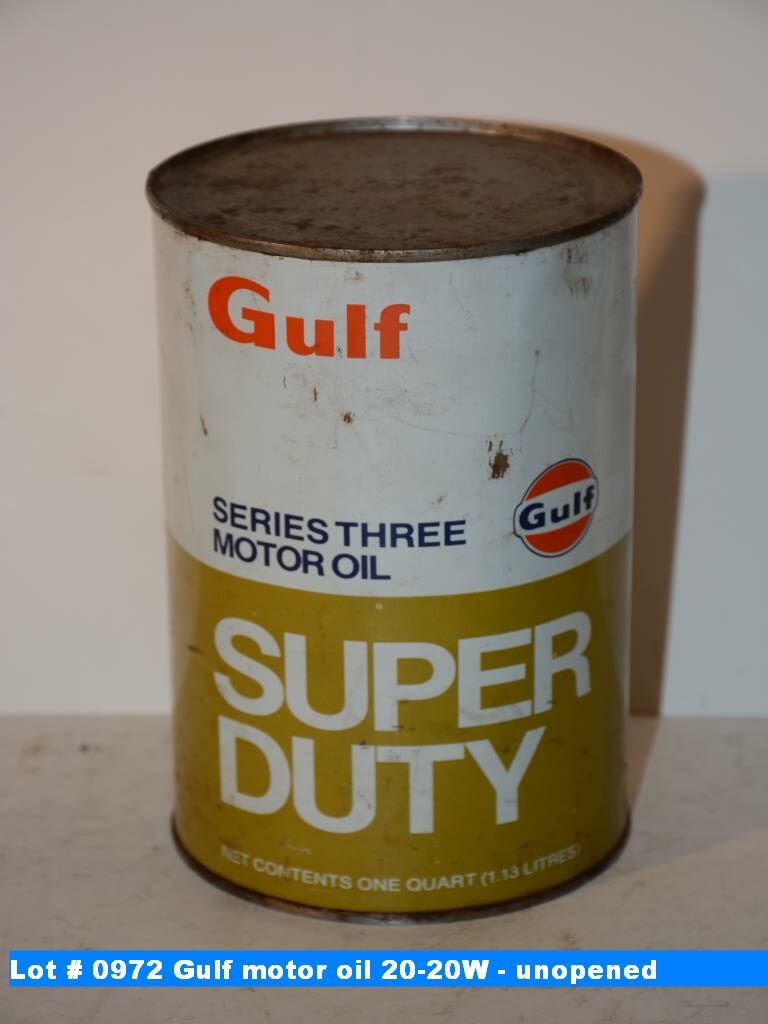 Gulf
SERIES THREE
MOTOR OIL
Gulf
SUPER
DUTY
NET CONTENTS ONE QUART (1.13 LITRES)
Lot # 0972 Gulf motor oil 20-20W - unopened